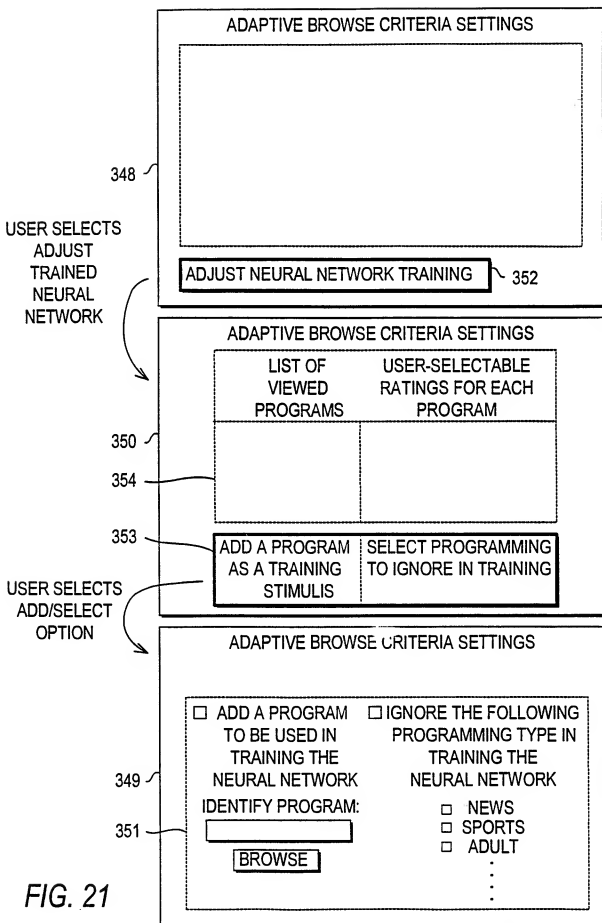 ADAPTIVE BROWSE CRITERIA SETTINGS
348
USER SELECTS
ADJUST
TRAINED
NEURAL
NETWORK
ADJUST NEURAL NETWORK TRAINING
352
ADAPTIVE BROWSE CRITERIA SETTINGS
LIST OF
VIEWED
PROGRAMS
USER-SELECTABLE
RATINGS FOR EACH
PROGRAM
350
354
353
ADD A PROGRAM
AS A TRAINING
STIMULIS
SELECT PROGRAMMING
TO IGNORE IN TRAINING
USER SELECTS
ADD/SELECT
OPTION
ADAPTIVE BROWSE CRITERIA SETTINGS
ADD A PROGRAM
TO BE USED IN
TRAINING THE
NEURAL NETWORK
IDENTIFY PROGRAM:
BROWSE
IGNORE THE FOLLOWING
PROGRAMMING TYPE IN
TRAINING THE
NEURAL NETWORK
NEWS
SPORTS
ADULT
349
351
FIG. 21